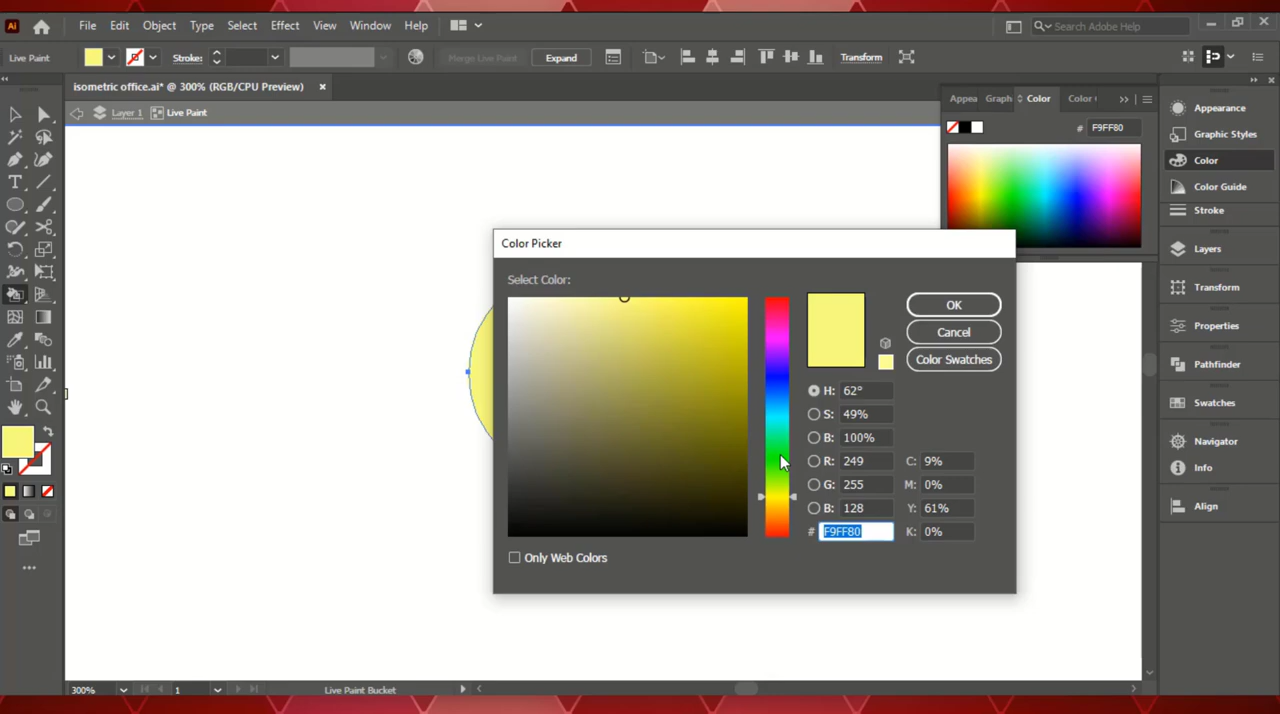 Ai File Edit Object Type Select Effect View Window Help Search Adobe Help
Live Paint Stroke: Merge Live Paint Expand Transform
isometric office.ai* @ 300% (RGB/CPU Preview)
Layer 1 Live Paint
Appea Graph Color Color
# F9FF80
Appearance
Graphic Styles
Color
Color Guide
Stroke
Layers
Transform
Properties
Pathfinder
Swatches
Navigator
Info
Align
Color Picker
Select Color:
OK
Cancel
Color Swatches
H: 62°
S: 49%
B: 100%
R: 249 C: 9%
G: 255 M: 0%
B: 128 Y: 61%
# F9FF80 K: 0%
Only Web Colors
300% 1 Live Paint Bucket